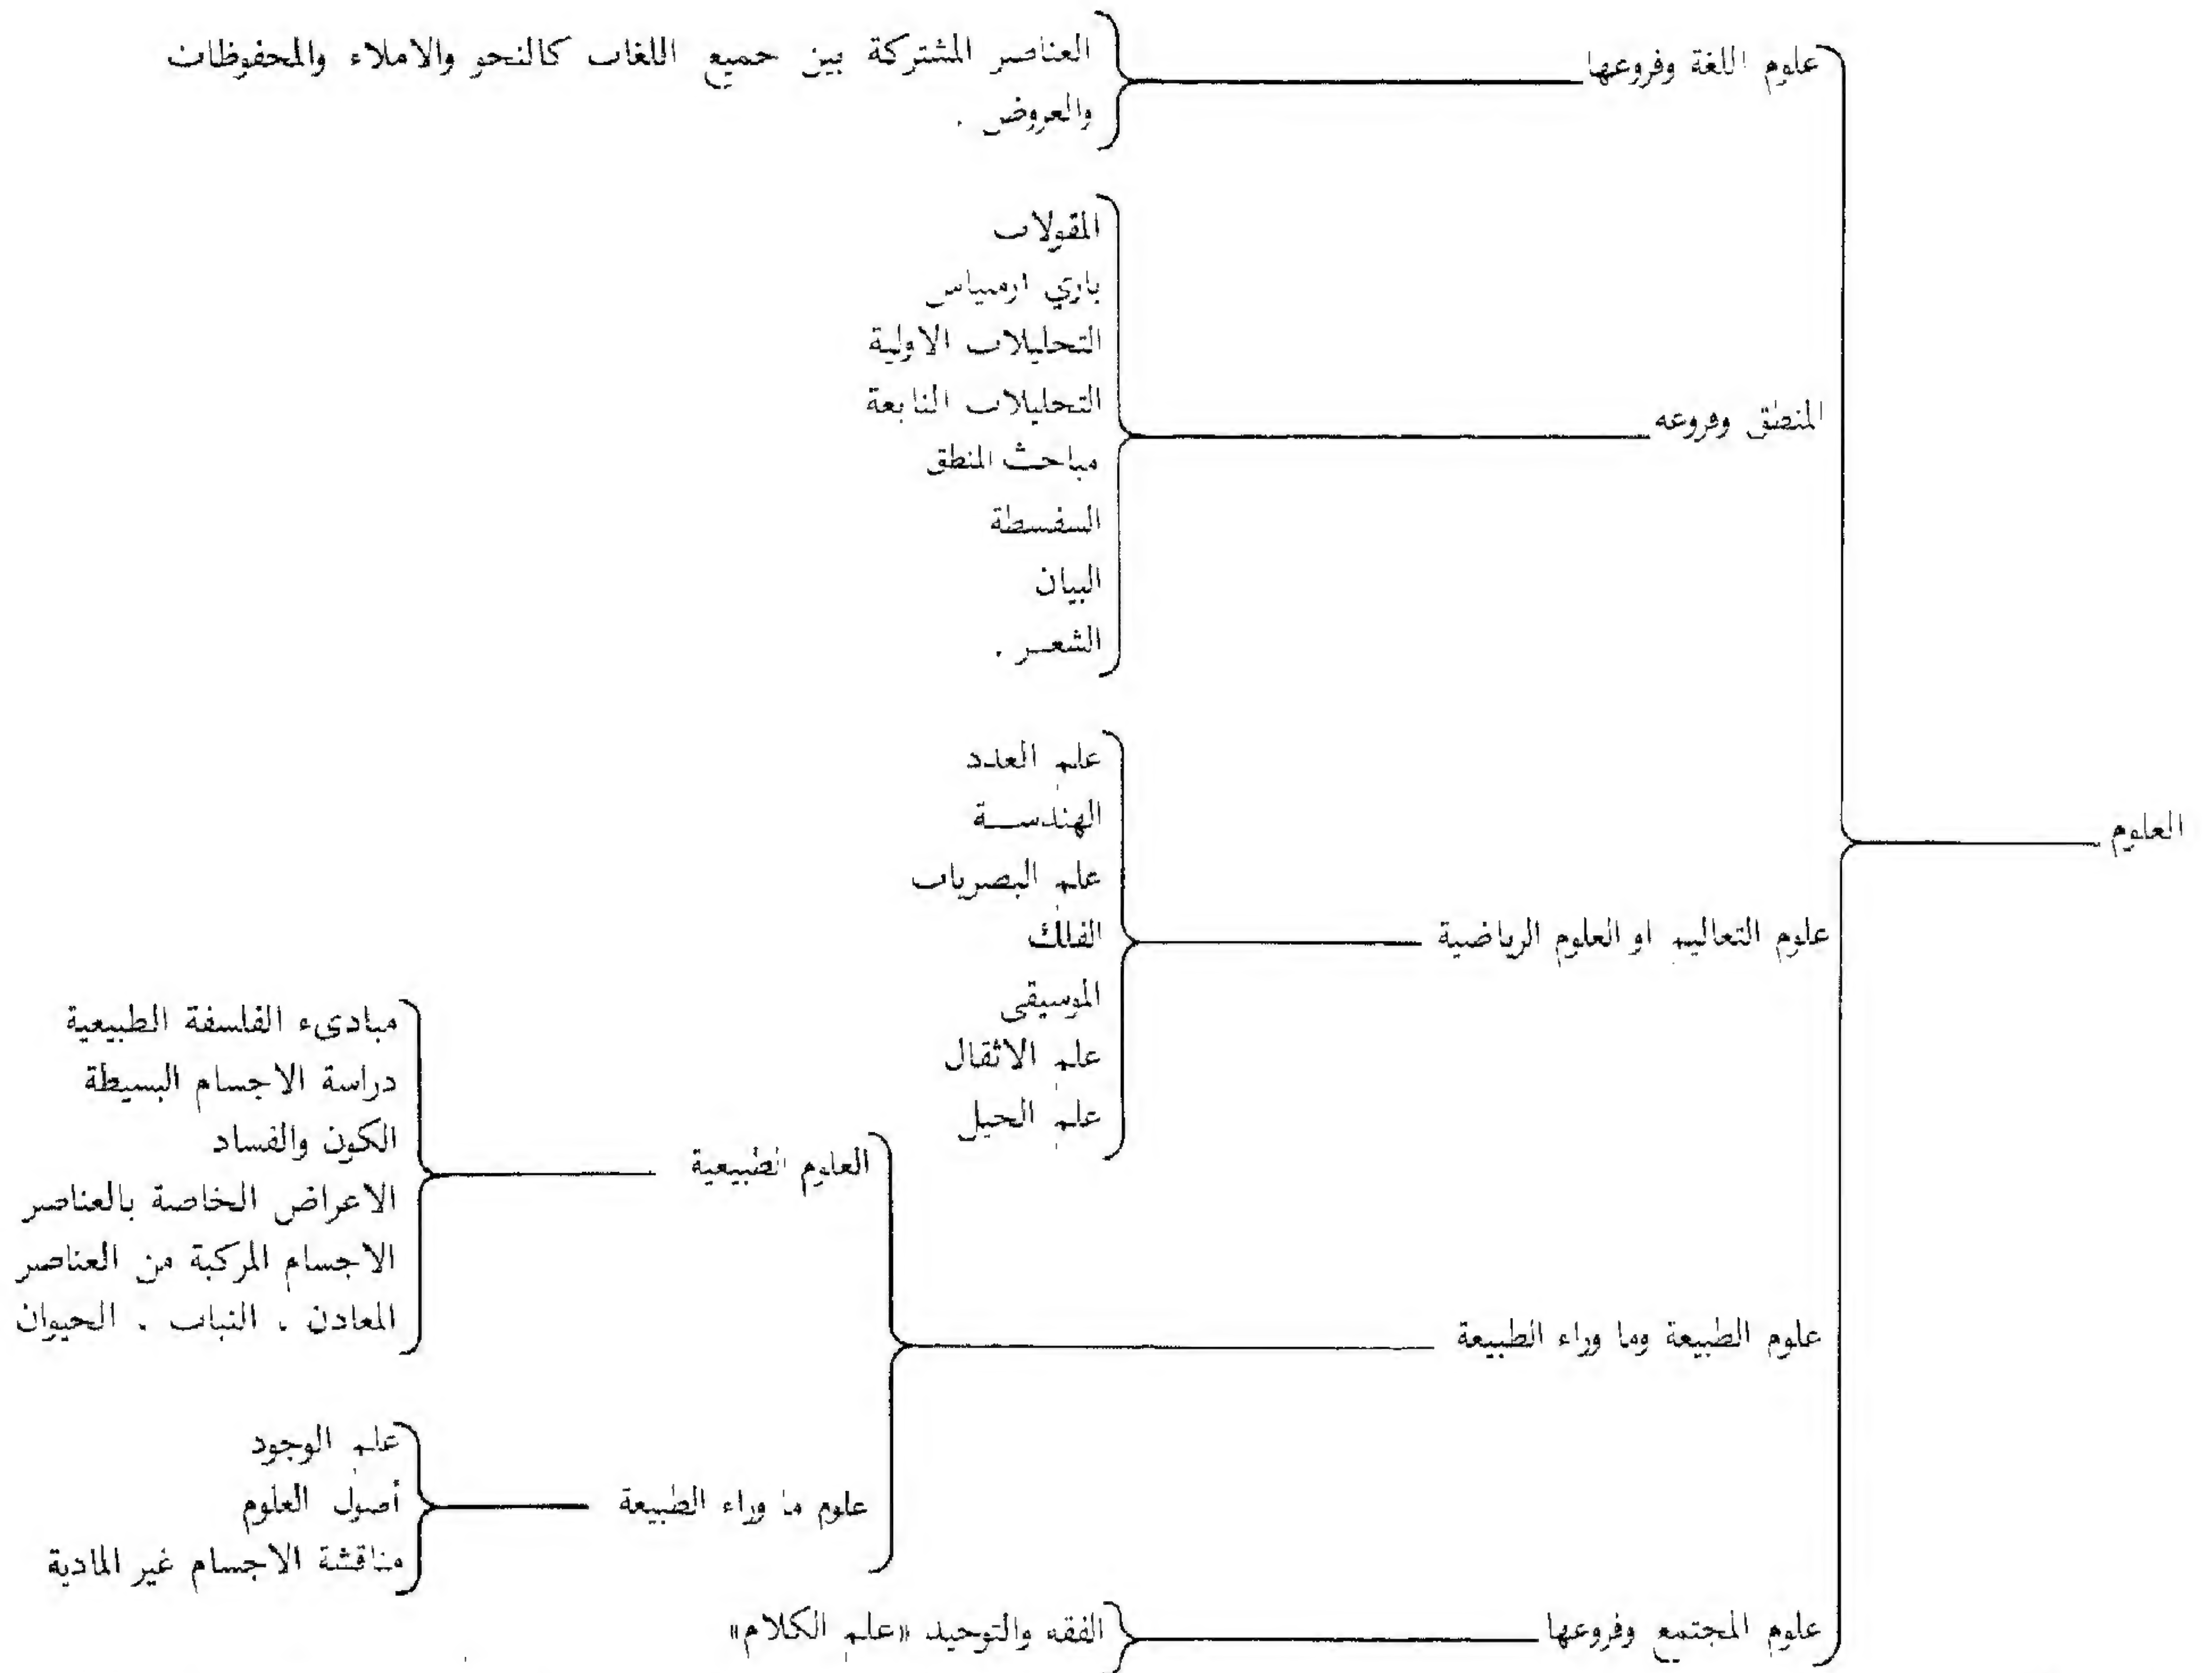 العلوم
علوم اللغة وفروعها
العناصر المشتركة بين جميع اللغات كالنحو والاملاء والمحفوظات
والعروض .
المنطق وفروعه
المقولات
باري ارمنياس
التحليلات الاولية
التحليلات التابعة
مباحث المنطق
السفسطة
البيان
الشعر .
علوم التعاليم او العلوم الرياضية
علم العدد
الهندسة
علم البصريات
الفلك
الموسيقى
علم الاثقال
علم الحيل
علوم الطبيعة وما وراء الطبيعة
العلوم الطبيعية
مبادىء الفلسفة الطبيعية
دراسة الاجسام البسيطة
الكون والفساد
الاعراض الخاصة بالعناصر
الاجسام المركبة من العناصر
المعادن . النبات . الحيوان
علوم ما وراء الطبيعة
علم الوجود
أصول العلوم
مناقشة الاجسام غير المادية
علوم المجتمع وفروعها
الفقه والتوحيد «علم الكلام»